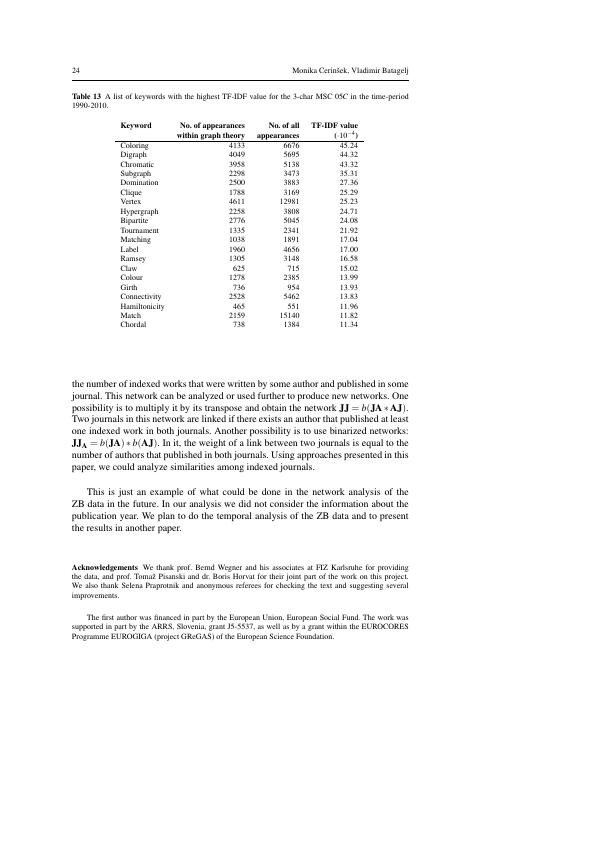 24 Monika Cerinšek, Vladimir Batagelj
Table 13 A list of keywords with the highest TF-IDF value for the 3-char MSC 05C in the time-period
1990-2010.
Keyword No. of appearances No. of all TF-IDF value
within graph theory appearances (·10⁻⁴)
Coloring 4133 6676 45.24
Digraph 4049 5695 44.32
Chromatic 3958 5138 43.32
Subgraph 2298 3473 35.31
Domination 2500 3883 27.36
Clique 1788 3169 25.29
Vertex 4611 12981 25.23
Hypergraph 2258 3808 24.71
Bipartite 2776 5045 24.08
Tournament 1335 2341 21.92
Matching 1038 1891 17.04
Label 1960 4656 17.00
Ramsey 1305 3148 16.58
Claw 625 715 15.02
Colour 1278 2385 13.99
Girth 736 954 13.93
Connectivity 2528 5462 13.83
Hamiltonicity 465 551 11.96
Match 2159 15140 11.82
Chordal 738 1384 11.34
the number of indexed works that were written by some author and published in some
journal. This network can be analyzed or used further to produce new networks. One
possibility is to multiply it by its transpose and obtain the network JJ = b(JA ∗ AJ).
Two journals in this network are linked if there exists an author that published at least
one indexed work in both journals. Another possibility is to use binarized networks:
JJ_A = b(JA) ∗ b(AJ). In it, the weight of a link between two journals is equal to the
number of authors that published in both journals. Using approaches presented in this
paper, we could analyze similarities among indexed journals.
This is just an example of what could be done in the network analysis of the
ZB data in the future. In our analysis we did not consider the information about the
publication year. We plan to do the temporal analysis of the ZB data and to present
the results in another paper.
Acknowledgements We thank prof. Bernd Wegner and his associates at FIZ Karlsruhe for providing
the data, and prof. Tomaž Pisanski and dr. Boris Horvat for their joint part of the work on this project.
We also thank Selena Praprotnik and anonymous referees for checking the text and suggesting several
improvements.
The first author was financed in part by the European Union, European Social Fund. The work was
supported in part by the ARRS, Slovenia, grant J5-5537, as well as by a grant within the EUROCORES
Programme EUROGIGA (project GReGAS) of the European Science Foundation.